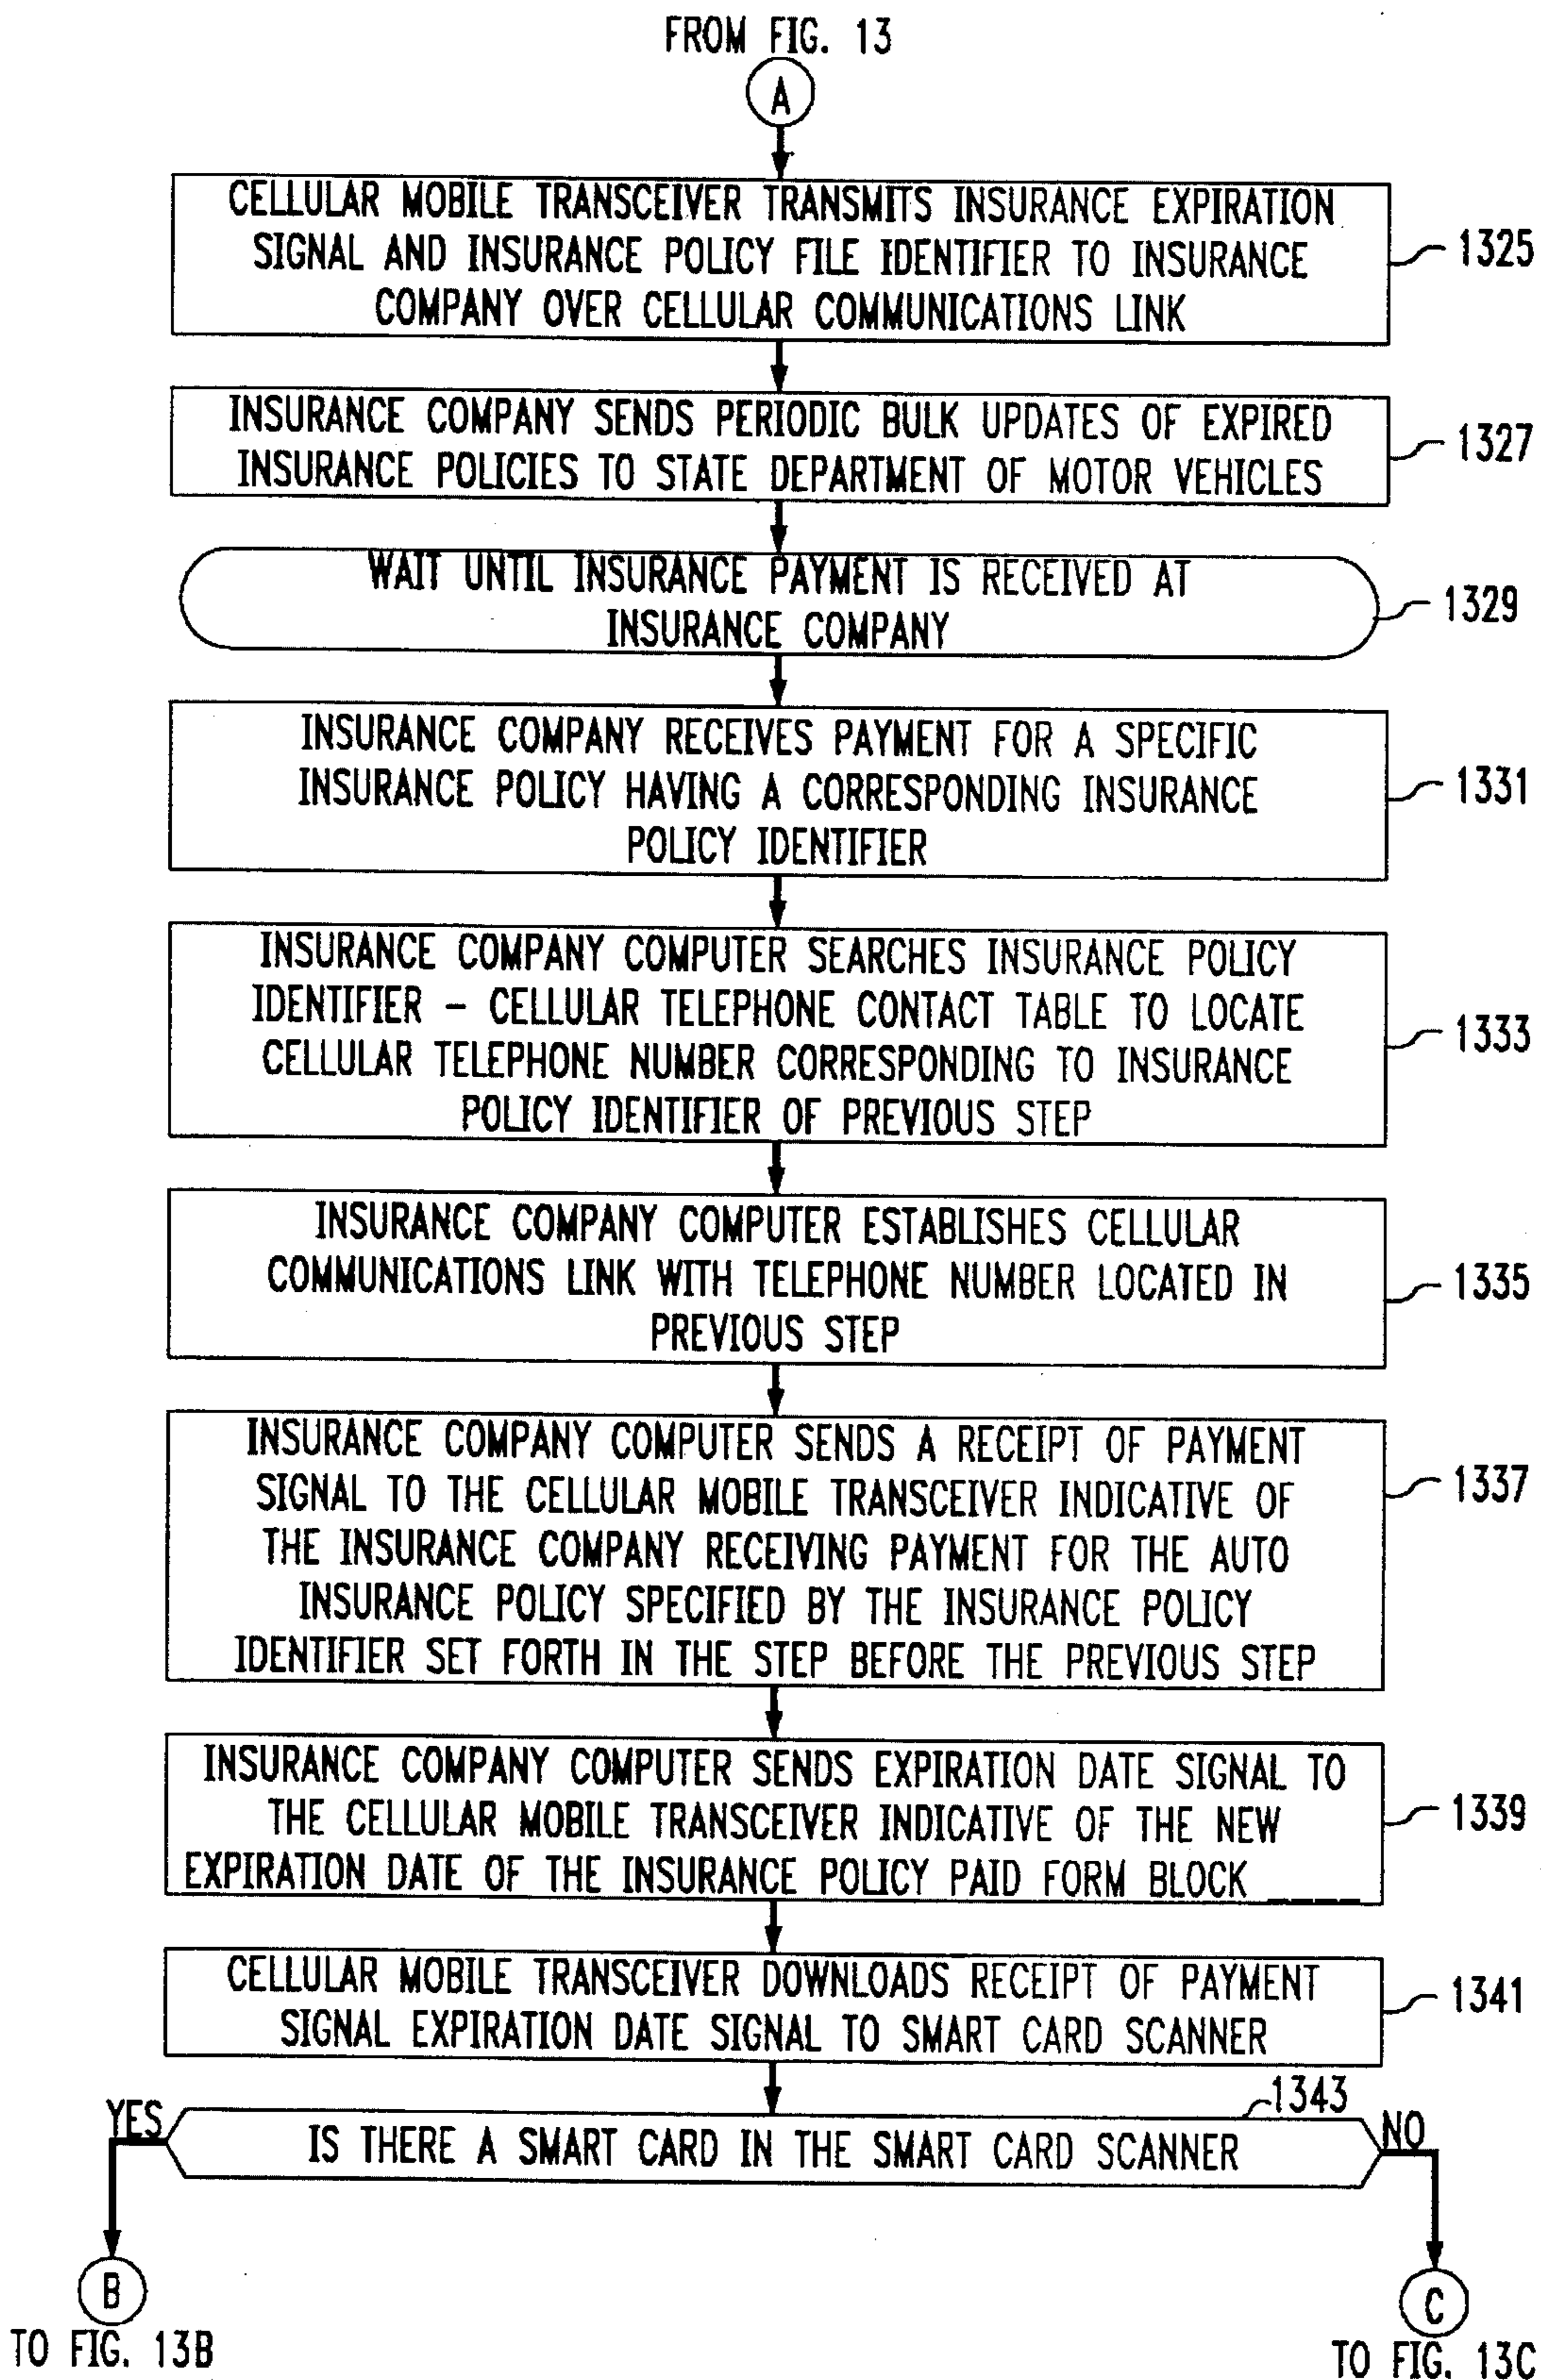 FROM FIG. 13
A
CELLULAR MOBILE TRANSCEIVER TRANSMITS INSURANCE EXPIRATION
SIGNAL AND INSURANCE POLICY FILE IDENTIFIER TO INSURANCE
COMPANY OVER CELLULAR COMMUNICATIONS LINK
1325
INSURANCE COMPANY SENDS PERIODIC BULK UPDATES OF EXPIRED
INSURANCE POLICIES TO STATE DEPARTMENT OF MOTOR VEHICLES
1327
WAIT UNTIL INSURANCE PAYMENT IS RECEIVED AT
INSURANCE COMPANY
1329
INSURANCE COMPANY RECEIVES PAYMENT FOR A SPECIFIC
INSURANCE POLICY HAVING A CORRESPONDING INSURANCE
POLICY IDENTIFIER
1331
INSURANCE COMPANY COMPUTER SEARCHES INSURANCE POLICY
IDENTIFIER – CELLULAR TELEPHONE CONTACT TABLE TO LOCATE
CELLULAR TELEPHONE NUMBER CORRESPONDING TO INSURANCE
POLICY IDENTIFIER OF PREVIOUS STEP
1333
INSURANCE COMPANY COMPUTER ESTABLISHES CELLULAR
COMMUNICATIONS LINK WITH TELEPHONE NUMBER LOCATED IN
PREVIOUS STEP
1335
INSURANCE COMPANY COMPUTER SENDS A RECEIPT OF PAYMENT
SIGNAL TO THE CELLULAR MOBILE TRANSCEIVER INDICATIVE OF
THE INSURANCE COMPANY RECEIVING PAYMENT FOR THE AUTO
INSURANCE POLICY SPECIFIED BY THE INSURANCE POLICY
IDENTIFIER SET FORTH IN THE STEP BEFORE THE PREVIOUS STEP
1337
INSURANCE COMPANY COMPUTER SENDS EXPIRATION DATE SIGNAL TO
THE CELLULAR MOBILE TRANSCEIVER INDICATIVE OF THE NEW
EXPIRATION DATE OF THE INSURANCE POLICY PAID FORM BLOCK ____
1339
CELLULAR MOBILE TRANSCEIVER DOWNLOADS RECEIPT OF PAYMENT
SIGNAL EXPIRATION DATE SIGNAL TO SMART CARD SCANNER
1341
1343
YES
IS THERE A SMART CARD IN THE SMART CARD SCANNER
NO
B
TO FIG. 13B
C
TO FIG. 13C